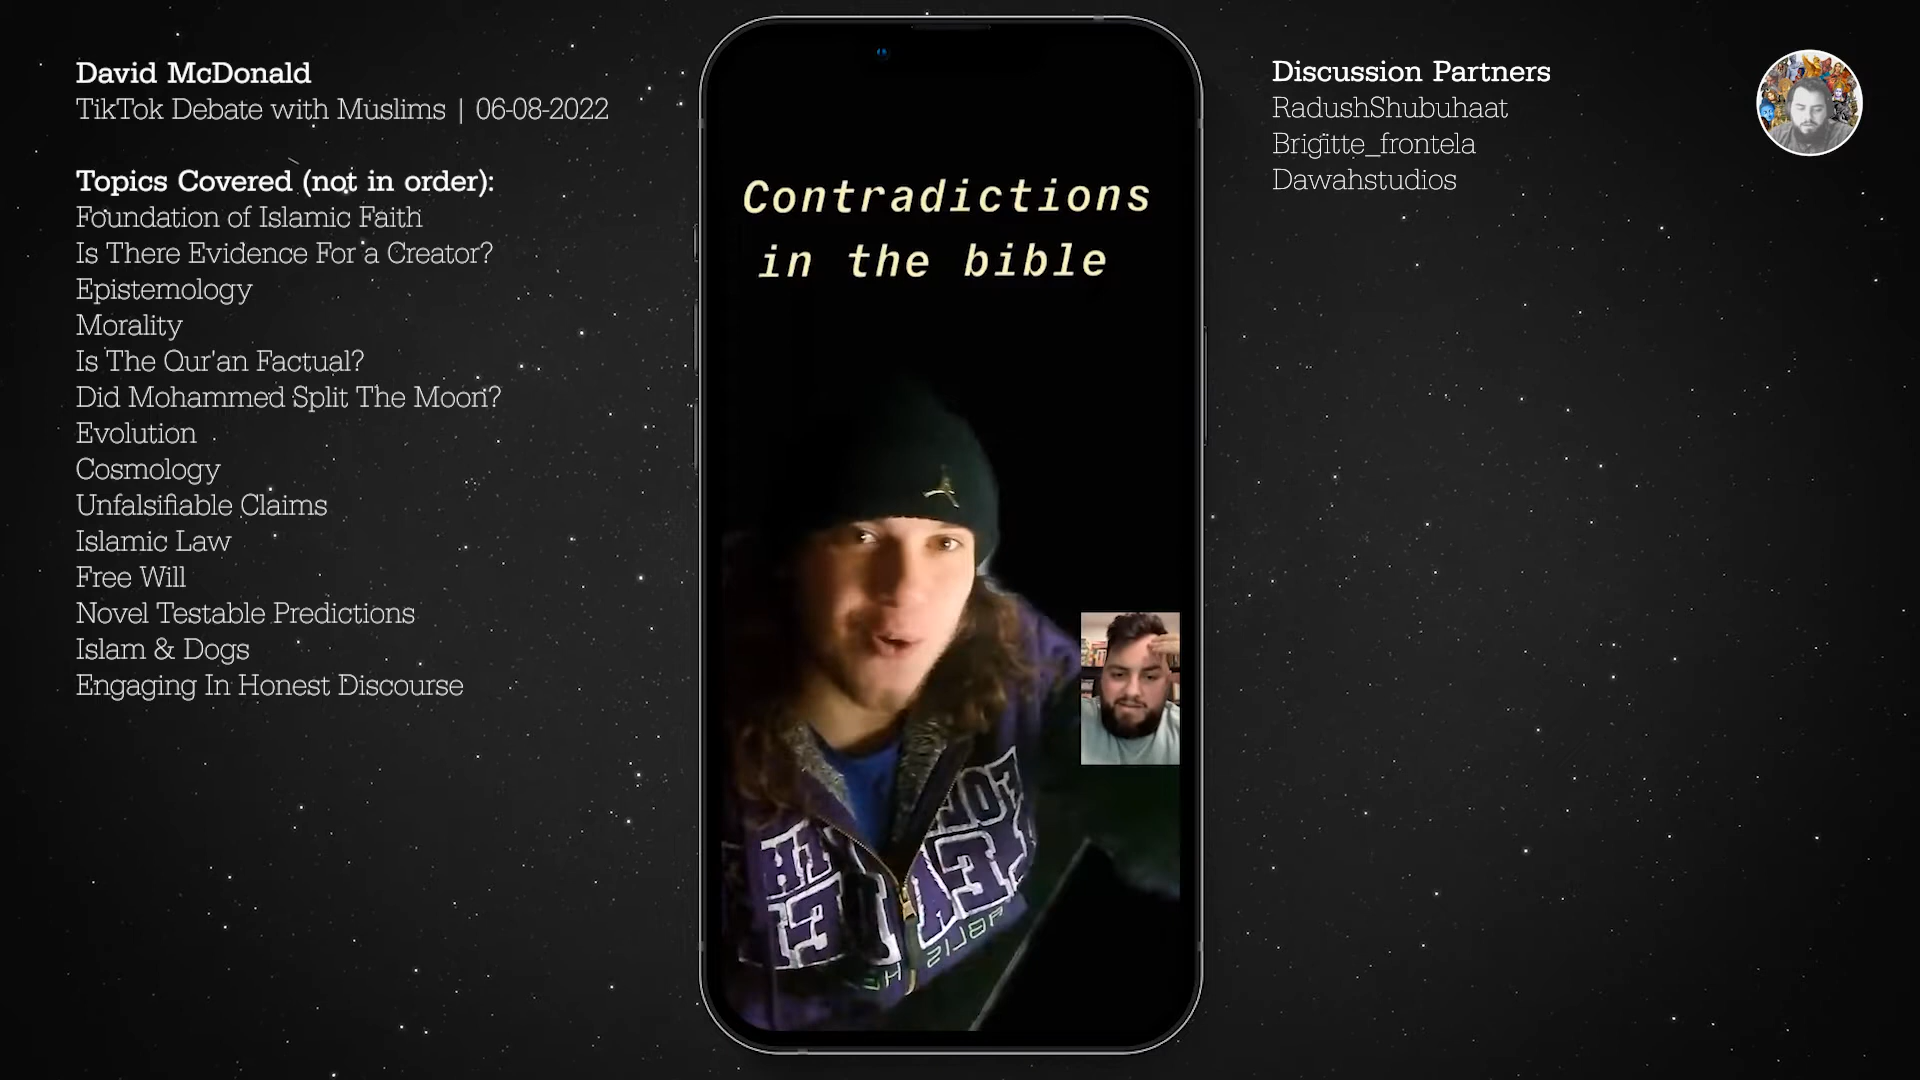 David McDonald
TikTok Debate with Muslims | 06-08-2022
Topics Covered (not in order):
Foundation of Islamic Faith
Is There Evidence For a Creator?
Epistemology
Morality
Is The Qur'an Factual?
Did Mohammed Split The Moon?
Evolution
Cosmology
Unfalsifiable Claims
Islamic Law
Free Will
Novel Testable Predictions
Islam & Dogs
Engaging In Honest Discourse
Contradictions
in the bible
Discussion Partners
RadushShubuhaat
Brigitte_frontela
Dawahstudios